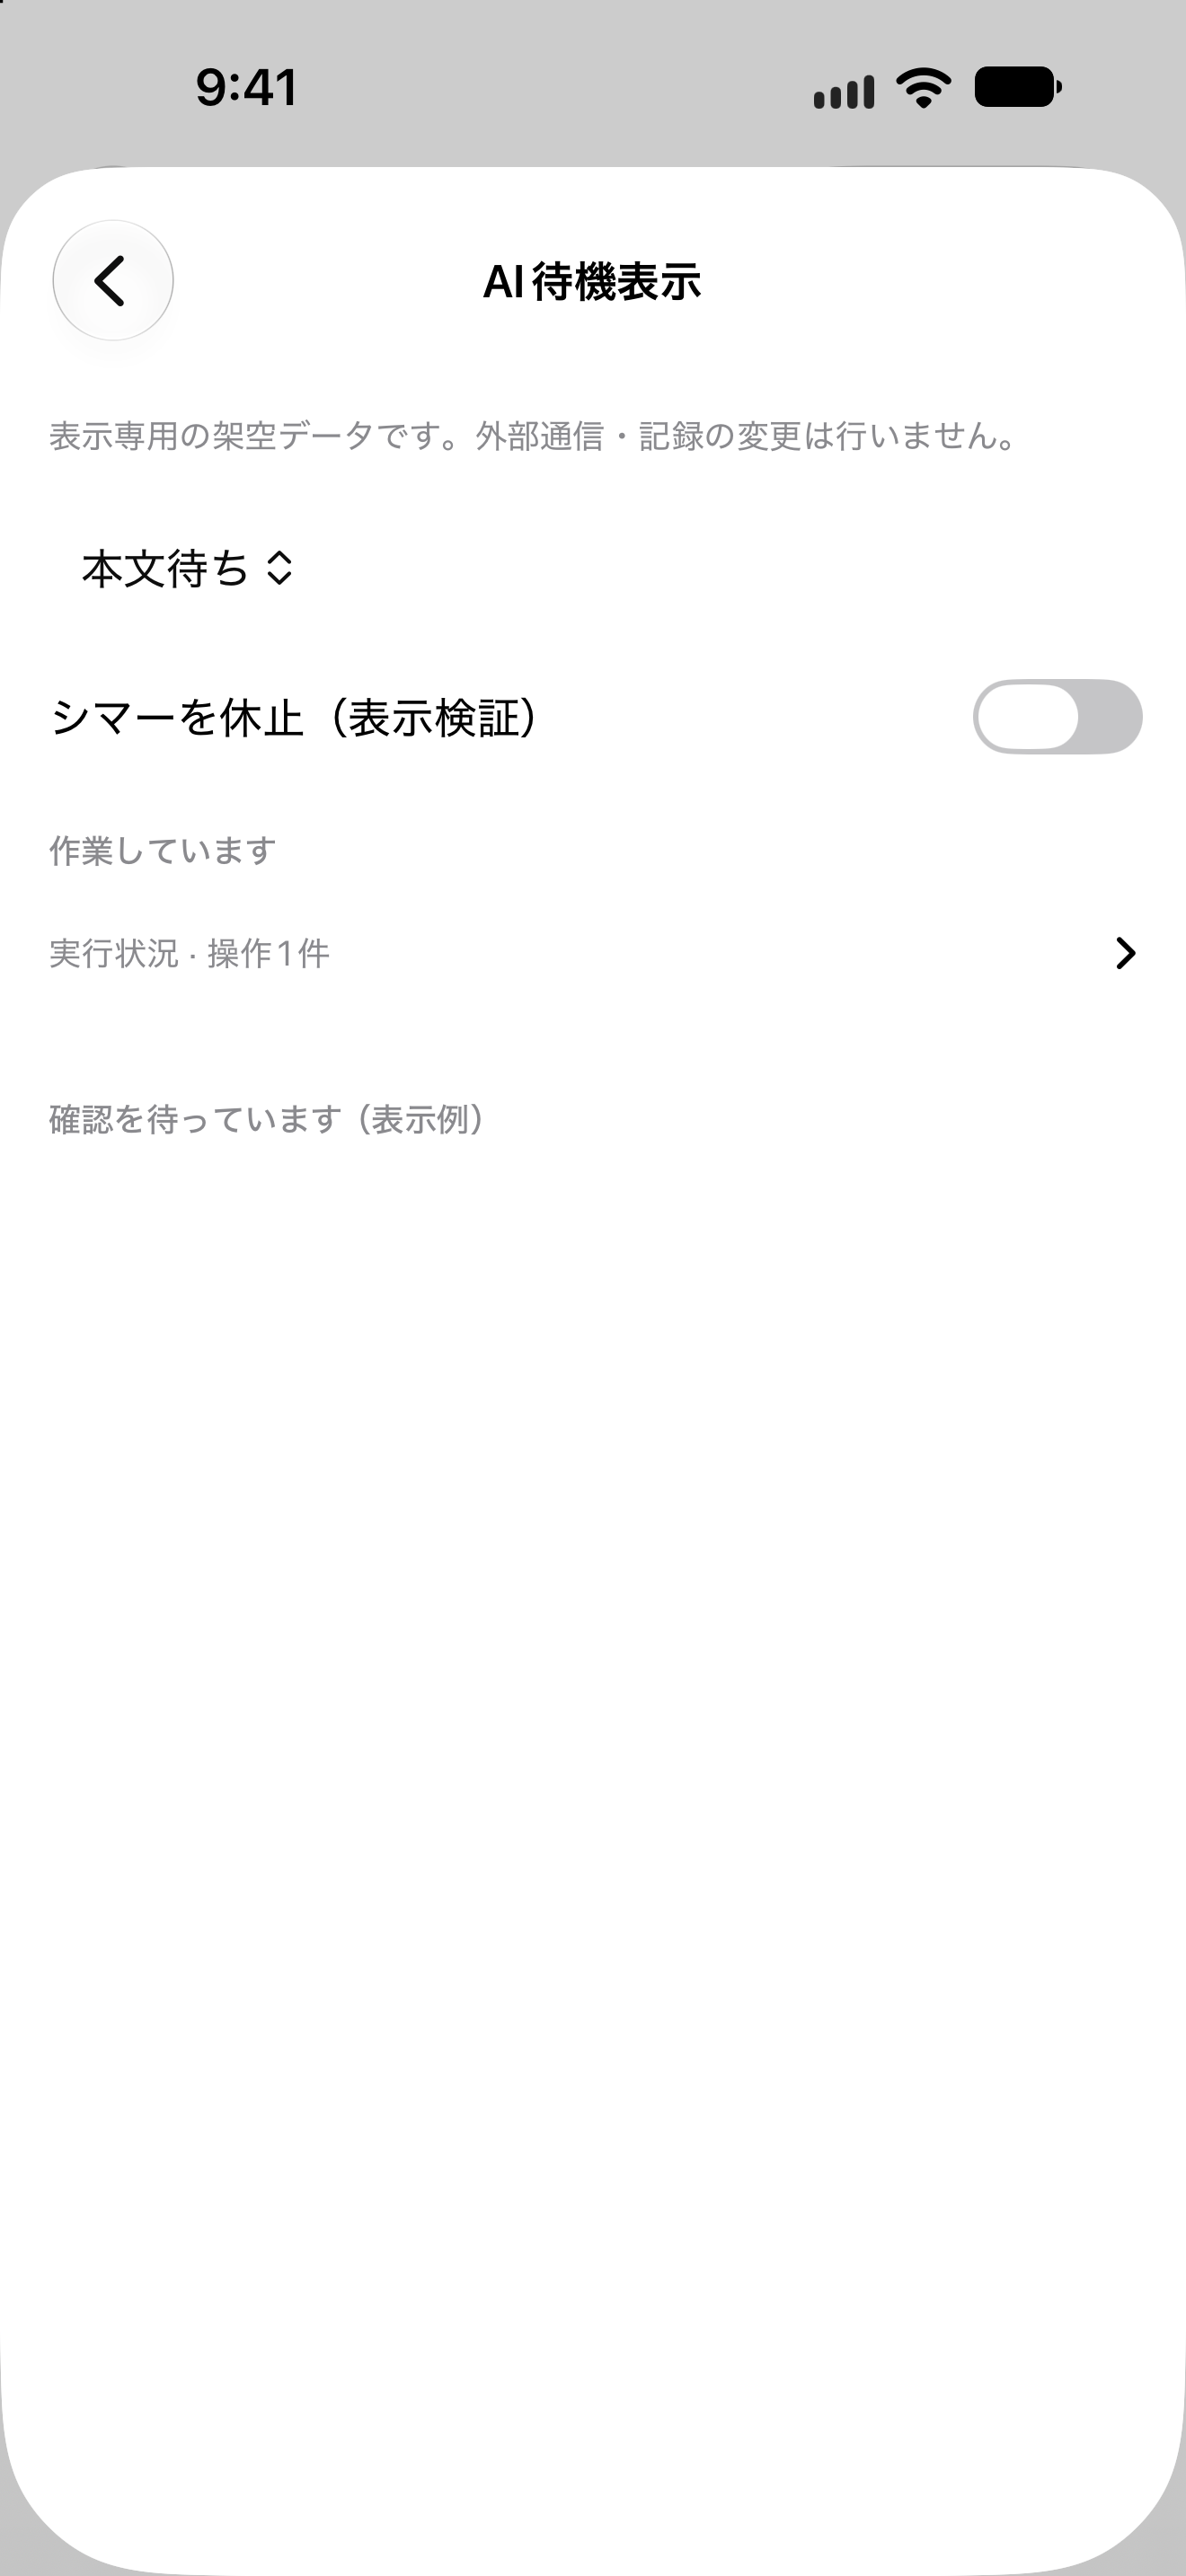 9:41
AI 待機表示
表示専用の架空データです。外部通信・記録の変更は行いません。
本文待ち
シマーを休止（表示検証）
作業しています
実行状況 · 操作1件
確認を待っています（表示例）